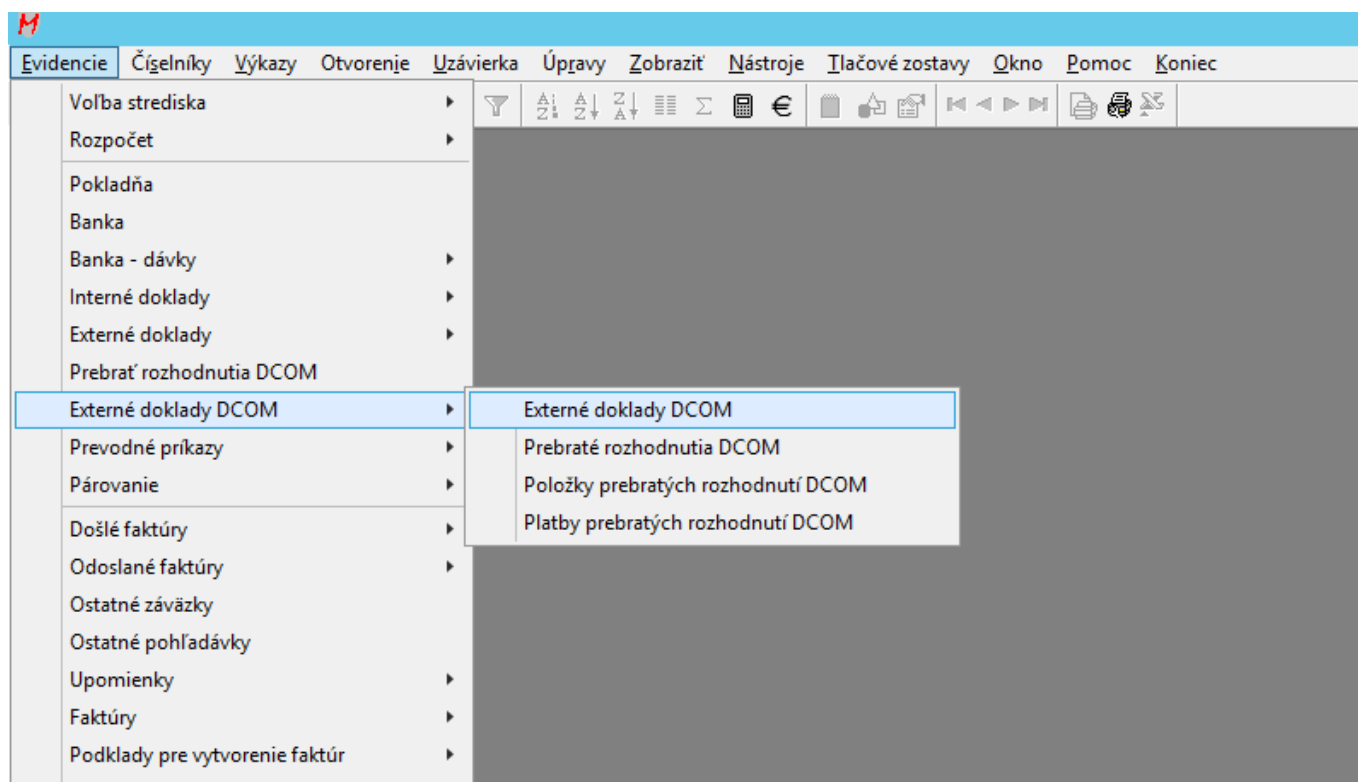 Evidencie Číselníky Výkazy Otvorenie Uzávierka Úpravy Zobraziť Nástroje Tlačové zostavy Okno Pomoc Koniec
Voľba strediska
Rozpočet
Pokladňa
Banka
Banka - dávky
Interné doklady
Externé doklady
Prebrať rozhodnutia DCOM
Externé doklady DCOM
Prevodné príkazy
Párovanie
Došlé faktúry
Odoslané faktúry
Ostatné záväzky
Ostatné pohľadávky
Upomienky
Faktúry
Podklady pre vytvorenie faktúr
Externé doklady DCOM
Prebraté rozhodnutia DCOM
Položky prebratých rozhodnutí DCOM
Platby prebratých rozhodnutí DCOM